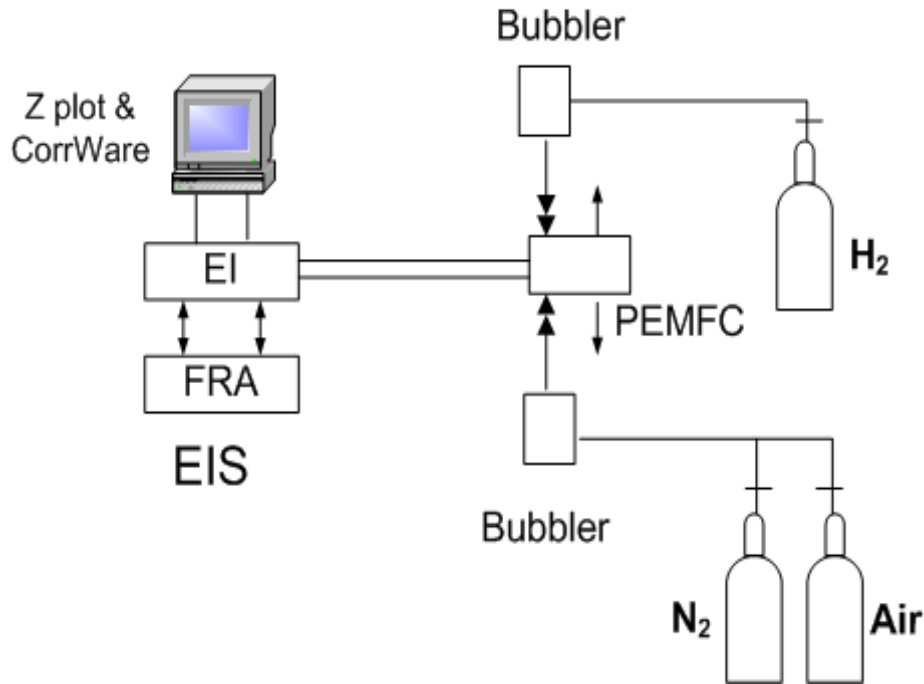 Bubbler
Z plot &
CorrWare
H₂
EI
PEMFC
FRA
EIS
Bubbler
N₂
Air